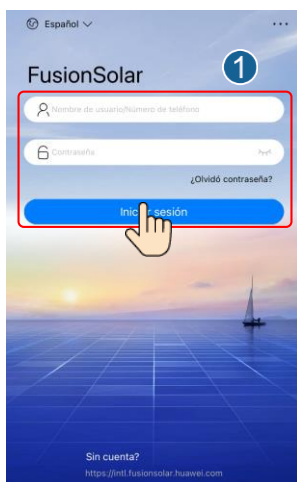 Español
FusionSolar
1
Nombre de usuario/Número de teléfono
Contraseña
¿Olvidó contraseña?
Iniciar sesión
Sin cuenta?
https://intl.fusionsolar.huawei.com